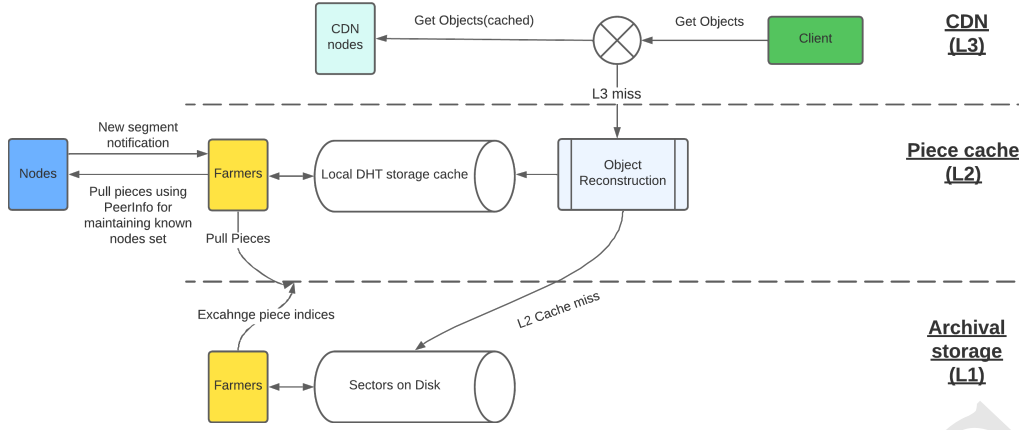 CDN
(L3)
Get Objects(cached)
Get Objects
CDN
nodes
Client
L3 miss
Piece cache
(L2)
New segment
notification
Nodes
Farmers
Local DHT storage cache
Object
Reconstruction
Pull pieces using
PeerInfo for
maintaining known
nodes set
Pull Pieces
Excahnge piece indices
L2 Cache miss
Archival
storage
(L1)
Farmers
Sectors on Disk